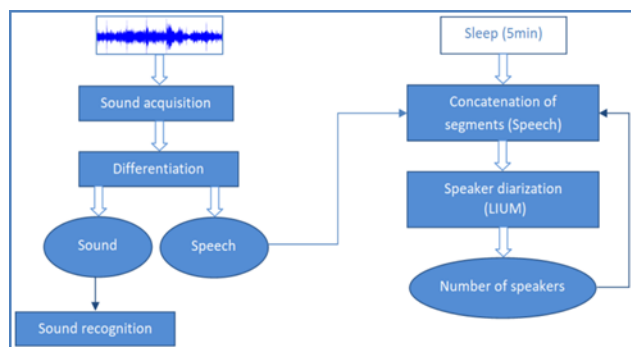 Sound acquisition
Differentiation
Sound
Speech
Sound recognition
Sleep (5min)
Concatenation of
segments (Speech)
Speaker diarization
(LIUM)
Number of speakers